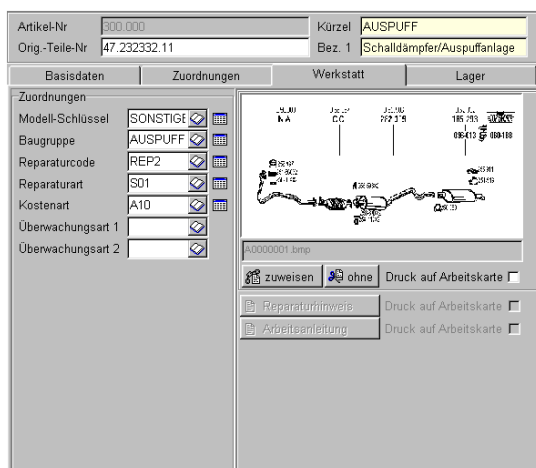 Artikel-Nr 300.000 Kürzel AUSPUFF
Orig.-Teile-Nr 47.232332.11 Bez. 1 Schalldämpfer/Auspuffanlage
Basisdaten Zuordnungen Werkstatt Lager
Zuordnungen
Modell-Schlüssel SONSTIGE
Baugruppe AUSPUFF
Reparaturcode REP2
Reparaturart S01
Kostenart A10
Überwachungsart 1
Überwachungsart 2
A0000001.bmp
zuweisen ohne Druck auf Arbeitskarte
Reparaturhinweis Druck auf Arbeitskarte
Arbeitsanleitung Druck auf Arbeitskarte